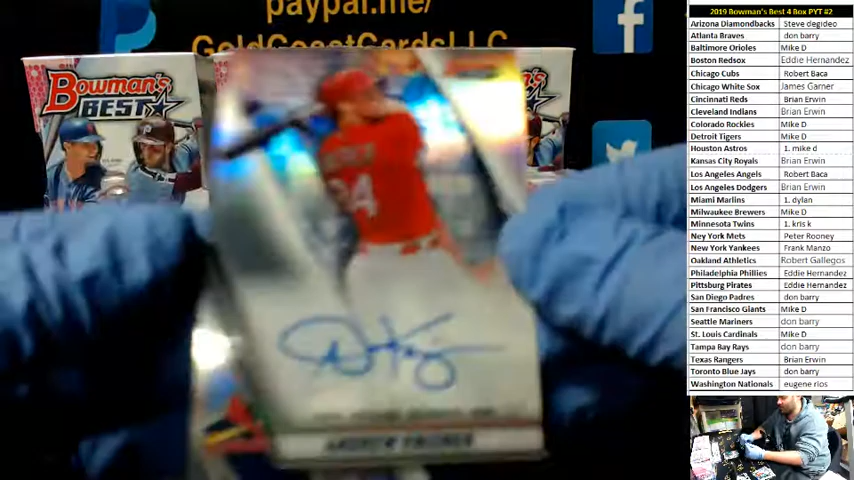 paypal.me/
GoldCoastCardsLLC
Bowman's
BEST
34
2019 Bowman's Best 4 Box PYT #2
Arizona Diamondbacks Steve degideo
Atlanta Braves don barry
Baltimore Orioles Mike D
Boston Redsox Eddie Hernandez
Chicago Cubs Robert Baca
Chicago White Sox James Garner
Cincinnati Reds Brian Erwin
Cleveland Indians Brian Erwin
Colorado Rockies Mike D
Detroit Tigers Mike D
Houston Astros 1. mike d
Kansas City Royals Brian Erwin
Los Angeles Angels Robert Baca
Los Angeles Dodgers Brian Erwin
Miami Marlins 1. dylan
Milwaukee Brewers Mike D
Minnesota Twins 1. kris k
Ney York Mets Peter Rooney
New York Yankees Frank Manzo
Oakland Athletics Robert Gallegos
Philadelphia Phillies Eddie Hernandez
Pittsburg Pirates Eddie Hernandez
San Diego Padres don barry
San Francisco Giants Mike D
Seattle Mariners don barry
St. Louis Cardinals Mike D
Tampa Bay Rays don barry
Texas Rangers Brian Erwin
Toronto Blue Jays don barry
Washington Nationals eugene rios